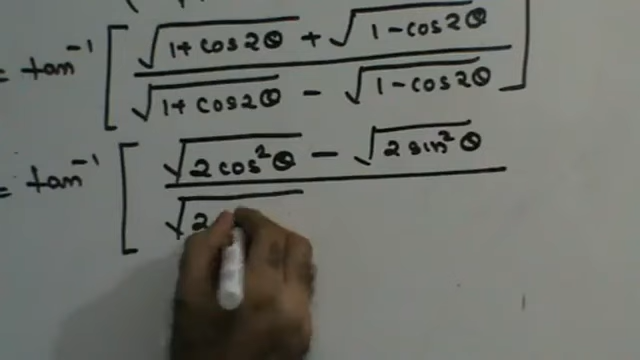 = tan⁻¹ [ (√(1+cos2θ) + √(1-cos2θ)) / (√(1+cos2θ) - √(1-cos2θ)) ]
= tan⁻¹ [ (√(2cos²θ) - √(2sin²θ)) / √2